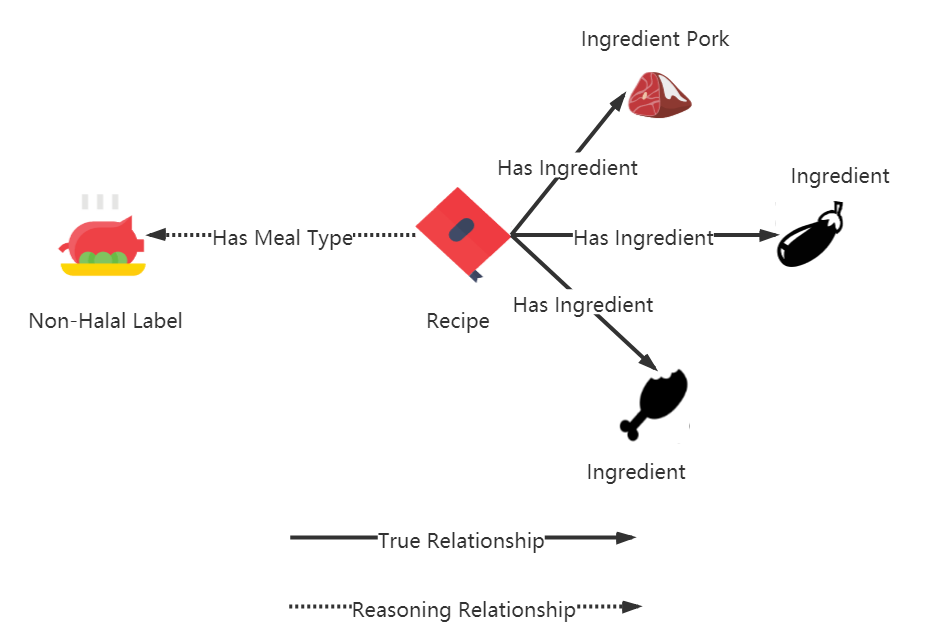 Ingredient Pork
Has Ingredient
Ingredient
Has Meal Type
Has Ingredient
Has Ingredient
Non-Halal Label
Recipe
Ingredient
True Relationship
Reasoning Relationship